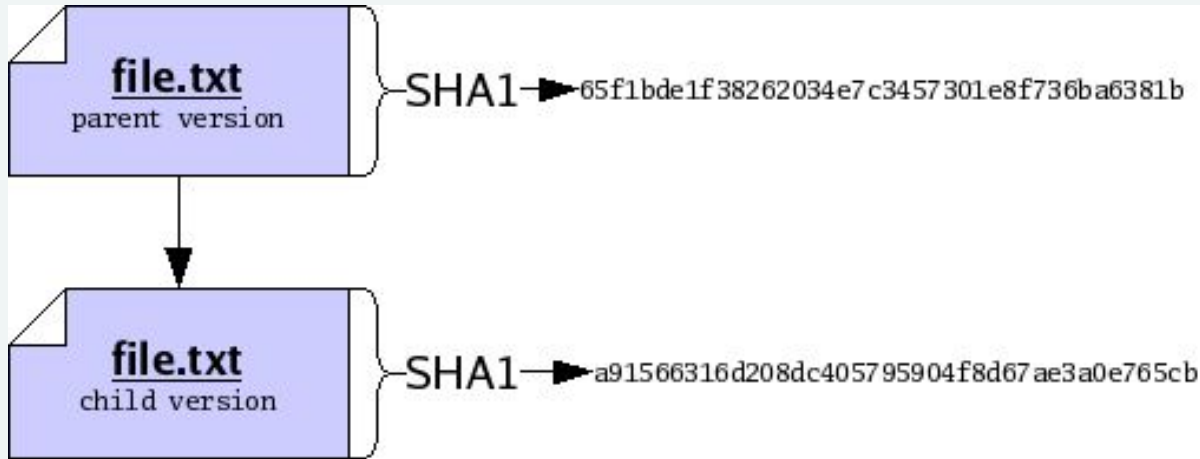 file.txt
parent version
SHA1
65f1bde1f38262034e7c3457301e8f736ba6381b
file.txt
child version
SHA1
a91566316d208dc405795904f8d67ae3a0e765cb